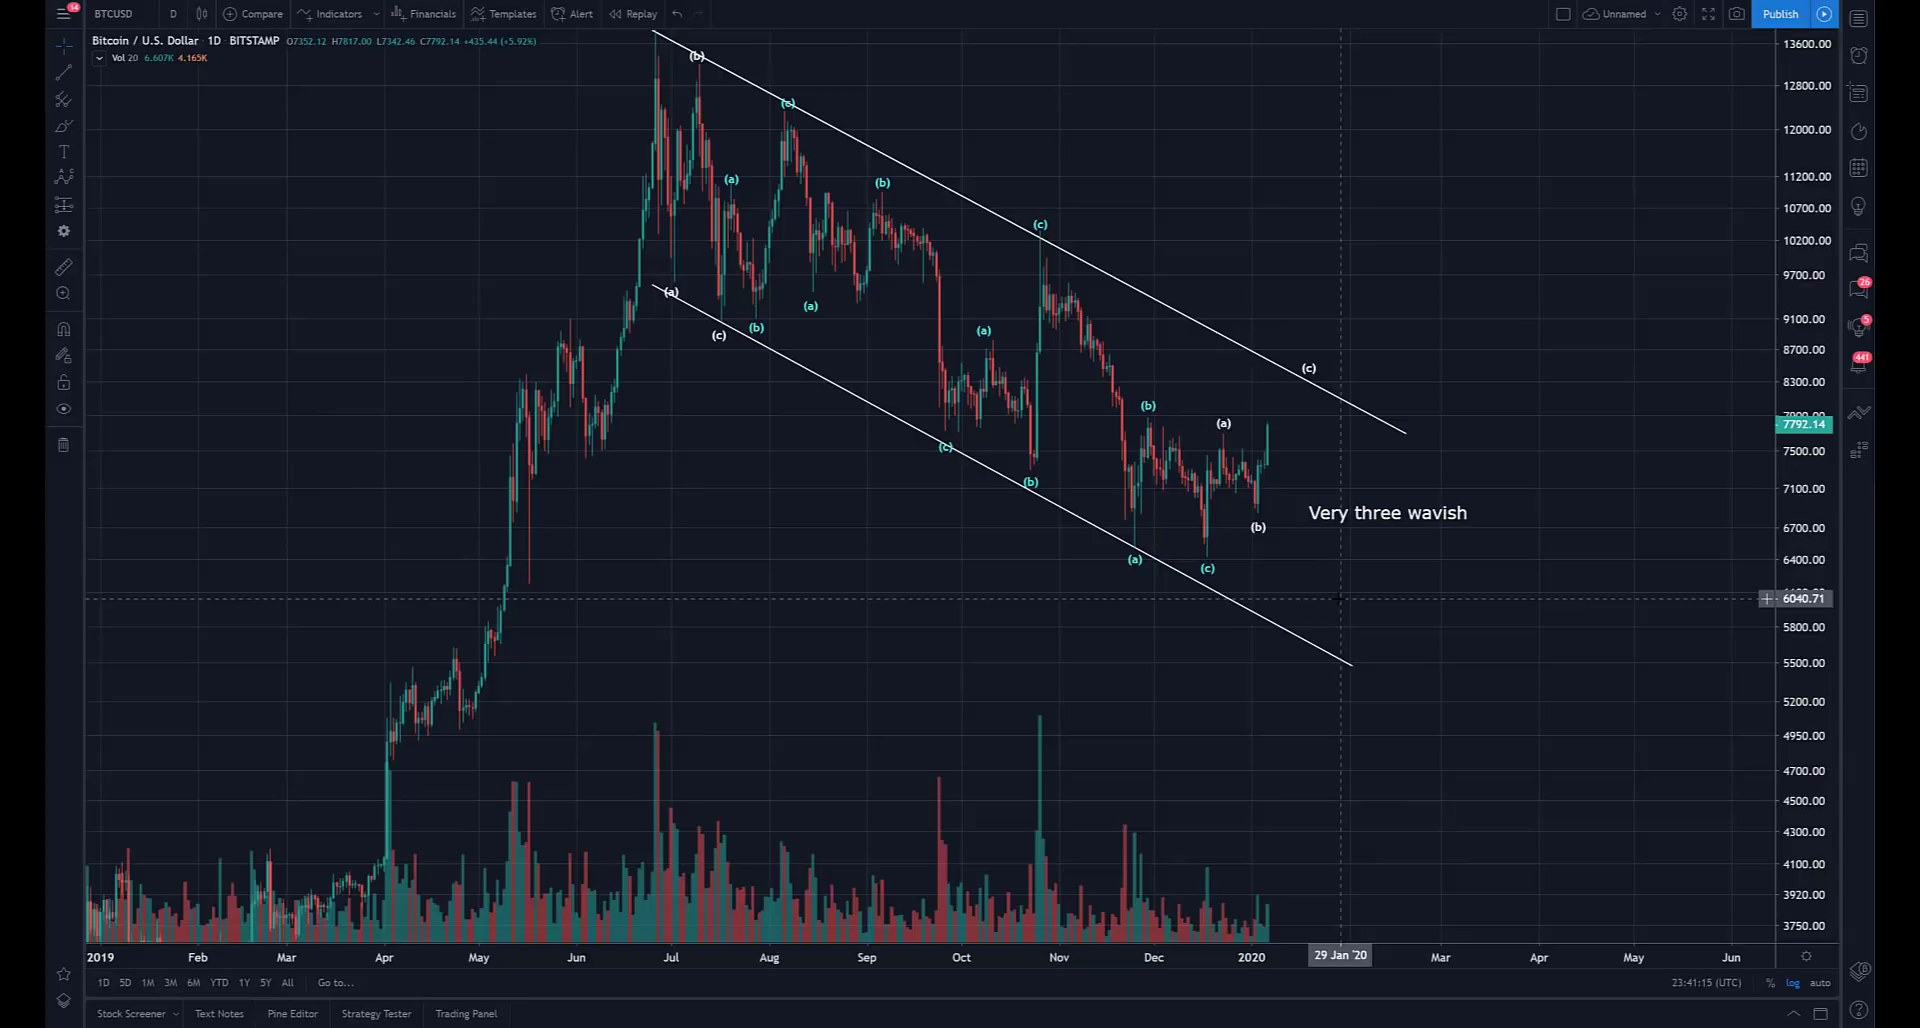 14 BTCUSD D Compare Indicators Financials Templates Alert Replay Unnamed Publish
Bitcoin / U.S. Dollar 1D BITSTAMP O7352.12 H7817.00 L7342.46 C7792.14 +435.44 (+5.92%)
Vol 20 6.607K 4.165K
13600.00
(b)
12800.00
(c)
12000.00
11200.00
(a)
(b)
10700.00
(c)
10200.00
9700.00
26
(a)
9100.00
5
(a)
(b)
(a)
(c)
8700.00
441
(c)
8300.00
(b)
7792.14
(a)
7500.00
(c)
(b)
7100.00
Very three wavish
(b)
6700.00
6400.00
(a)
(c)
6040.71
5800.00
5500.00
5200.00
4950.00
4700.00
4500.00
4300.00
4100.00
3920.00
3750.00
2019 Feb Mar Apr May Jun Jul Aug Sep Oct Nov Dec 2020 29 Jan '20 Mar Apr May Jun
1D 5D 1M 3M 6M YTD 1Y 5Y All Go to... 23:41:15 (UTC) % log auto
Stock Screener Text Notes Pine Editor Strategy Tester Trading Panel